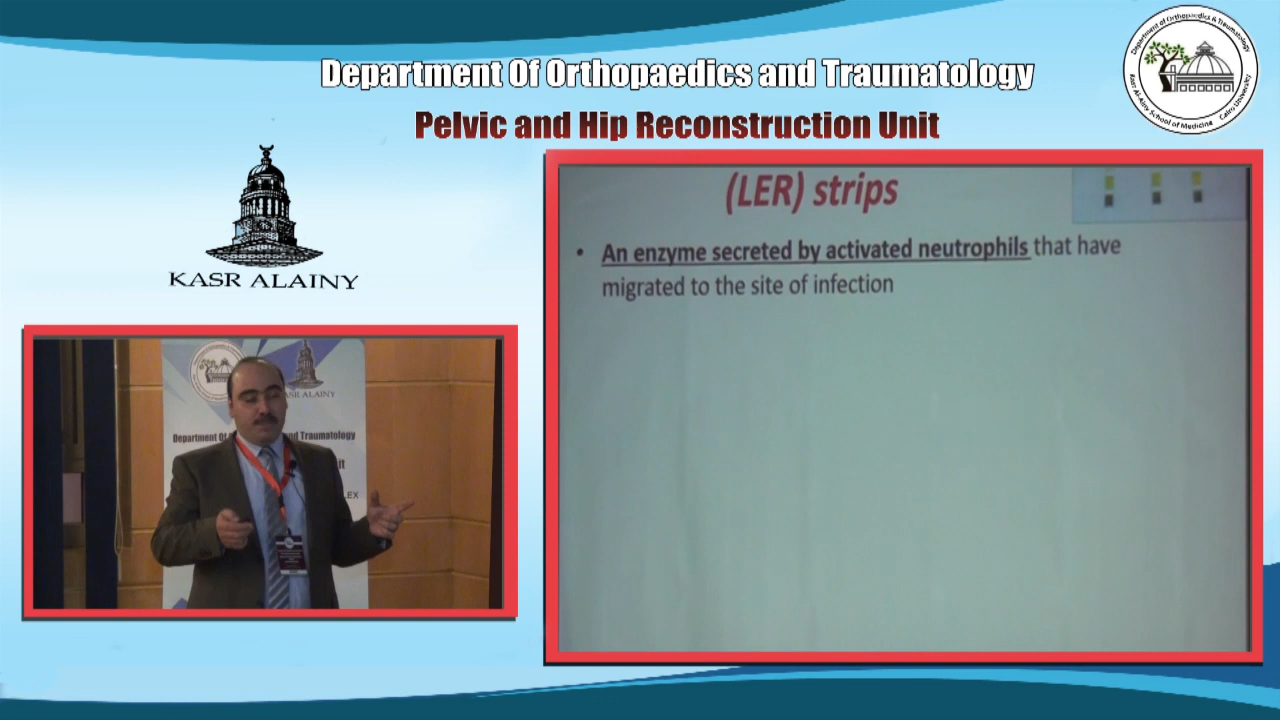 Department Of Orthopaedics and Traumatology
Pelvic and Hip Reconstruction Unit
Department of Orthopaedics & Traumatology
Kasr Al-Ainy School of Medicine Cairo University
KASR ALAINY
(LER) strips
• An enzyme secreted by activated neutrophils that have
migrated to the site of infection
KASR ALAINY
Department Of
and Traumatology